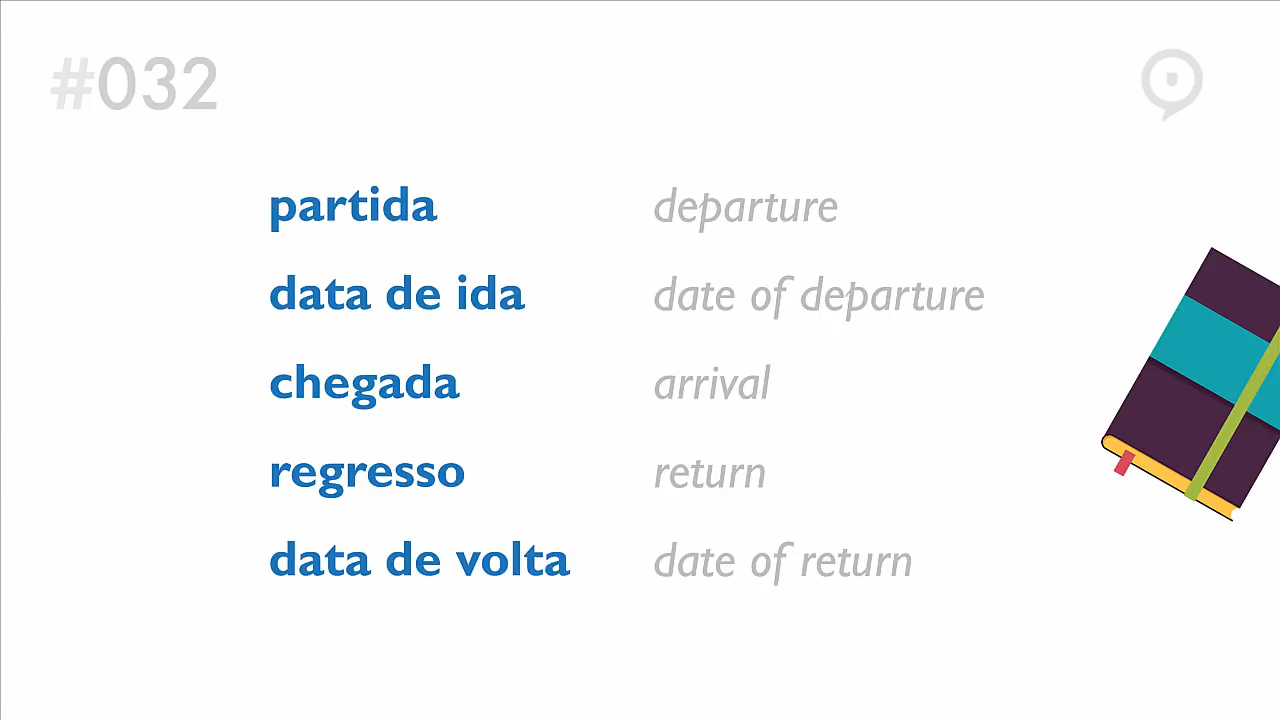 #032
partida departure
data de ida date of departure
chegada arrival
regresso return
data de volta date of return